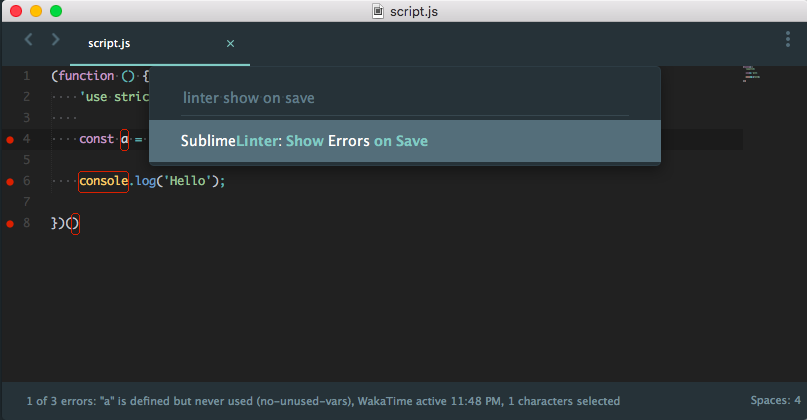 script.js
script.js ×
linter show on save
SublimeLinter: Show Errors on Save
1 (function () {
2 'use stric
4 const a =
5
6 console.log('Hello');
7
8 })()
1 of 3 errors: "a" is defined but never used (no-unused-vars), WakaTime active 11:48 PM, 1 characters selected Spaces: 4